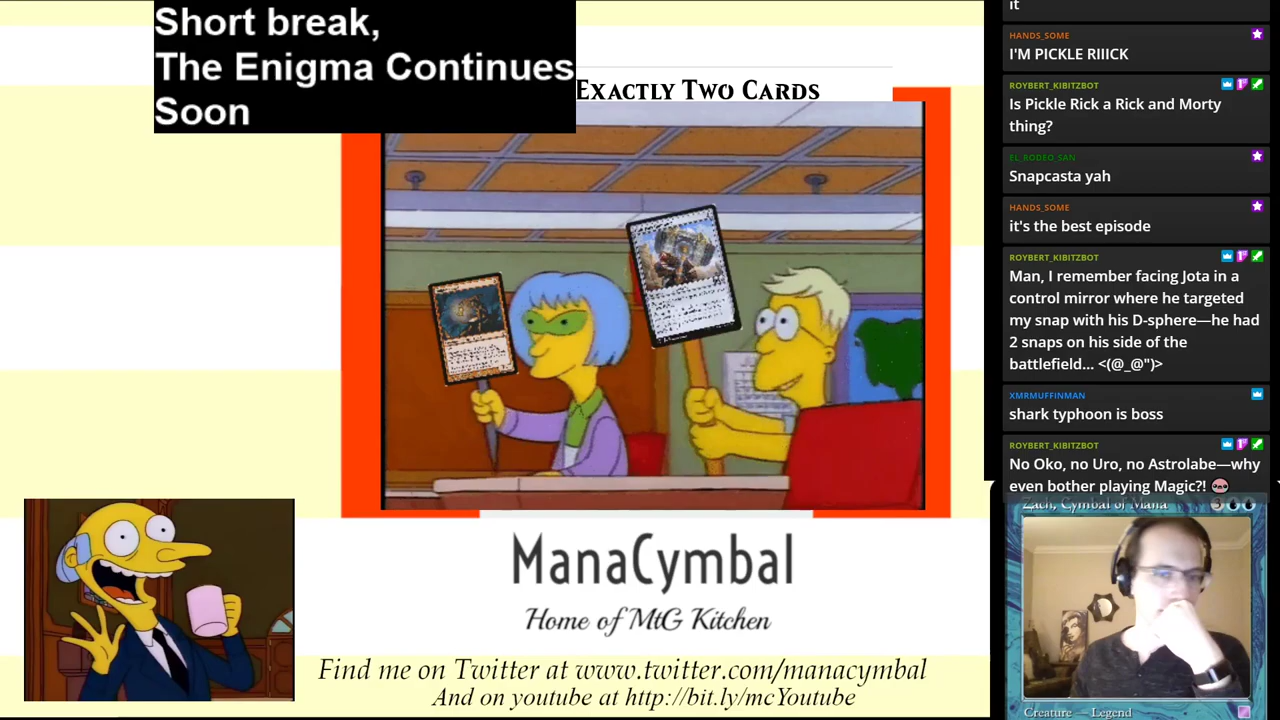 Short break,
The Enigma Continues
Soon
Exactly Two Cards
ManaCymbal
Home of MtG Kitchen
Find me on Twitter at www.twitter.com/manacymbal
And on youtube at http://bit.ly/mcYoutube
it
HANDS_SOME
I'M PICKLE RIIICK
ROYBERT_KIBITZBOT
Is Pickle Rick a Rick and Morty
thing?
EL_RODEO_SAN
Snapcasta yah
HANDS_SOME
it's the best episode
ROYBERT_KIBITZBOT
Man, I remember facing Jota in a
control mirror where he targeted
my snap with his D-sphere—he had
2 snaps on his side of the
battlefield... <(@_@")>
XMRMUFFINMAN
shark typhoon is boss
ROYBERT_KIBITZBOT
No Oko, no Uro, no Astrolabe—why
even bother playing Magic?!
Zach, Cymbal of Mana
Creature — Legend